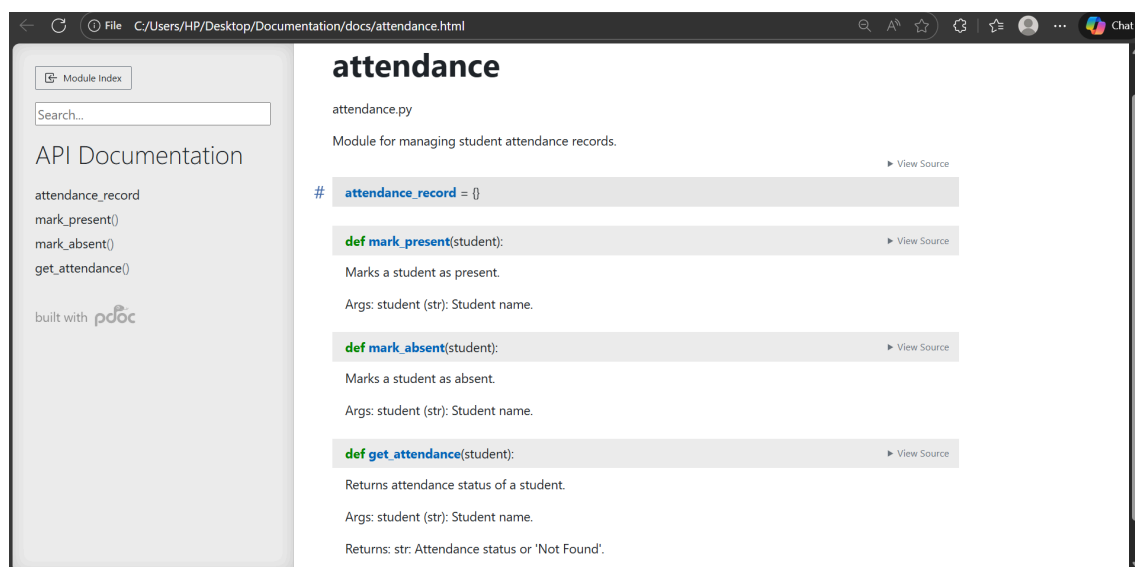 File C:/Users/HP/Desktop/Documentation/docs/attendance.html
Chat
Module Index
Search...
API Documentation
attendance_record
mark_present()
mark_absent()
get_attendance()
built with pdoc
attendance
attendance.py
Module for managing student attendance records.
View Source
# attendance_record = {}
def mark_present(student):
View Source
Marks a student as present.
Args: student (str): Student name.
def mark_absent(student):
View Source
Marks a student as absent.
Args: student (str): Student name.
def get_attendance(student):
View Source
Returns attendance status of a student.
Args: student (str): Student name.
Returns: str: Attendance status or 'Not Found'.